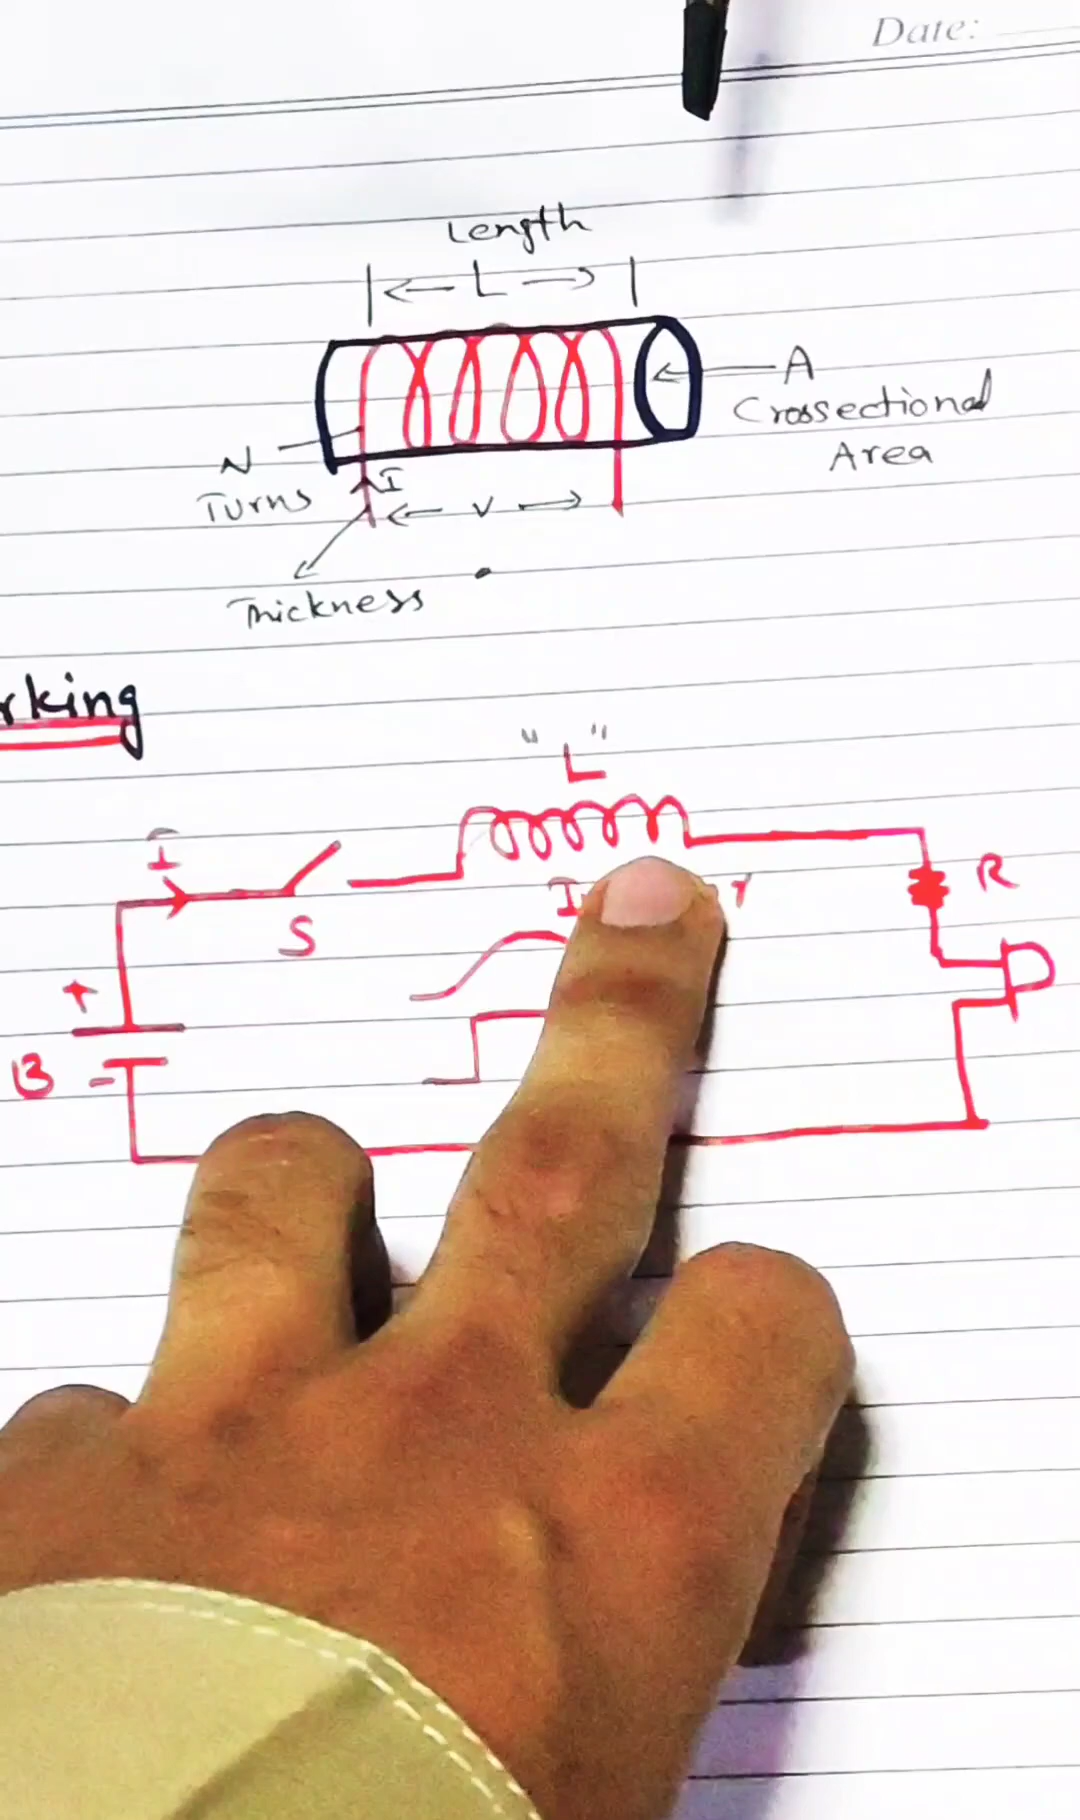 Date:
Length
L
A
Crossectional
Area
N
Turns
I
V
Thickness
rking
"L"
I
S
I
R
+
B -